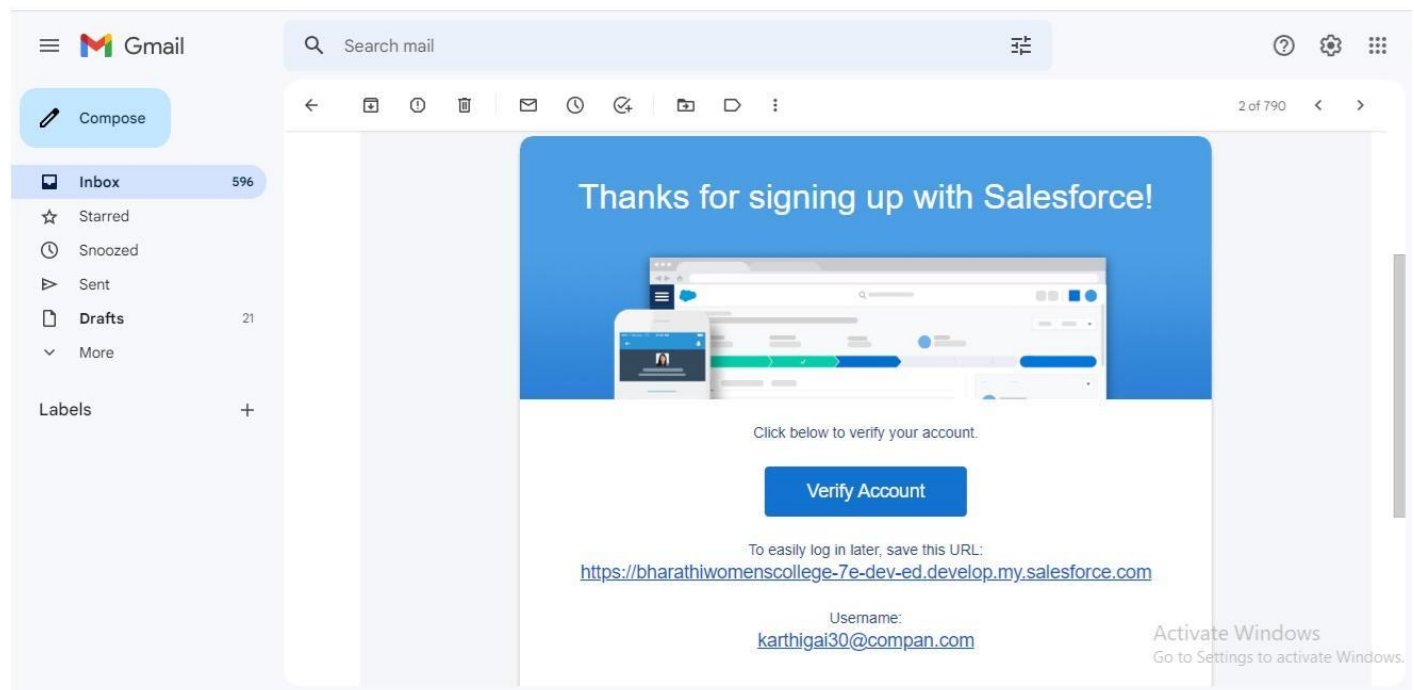 Gmail
Search mail
Compose
2 of 790
Inbox 596
Starred
Snoozed
Sent
Drafts 21
More
Labels
Thanks for signing up with Salesforce!
Click below to verify your account.
Verify Account
To easily log in later, save this URL:
https://bharathiwomenscollege-7e-dev-ed.develop.my.salesforce.com
Username:
karthigai30@compan.com
Activate Windows
Go to Settings to activate Windows.